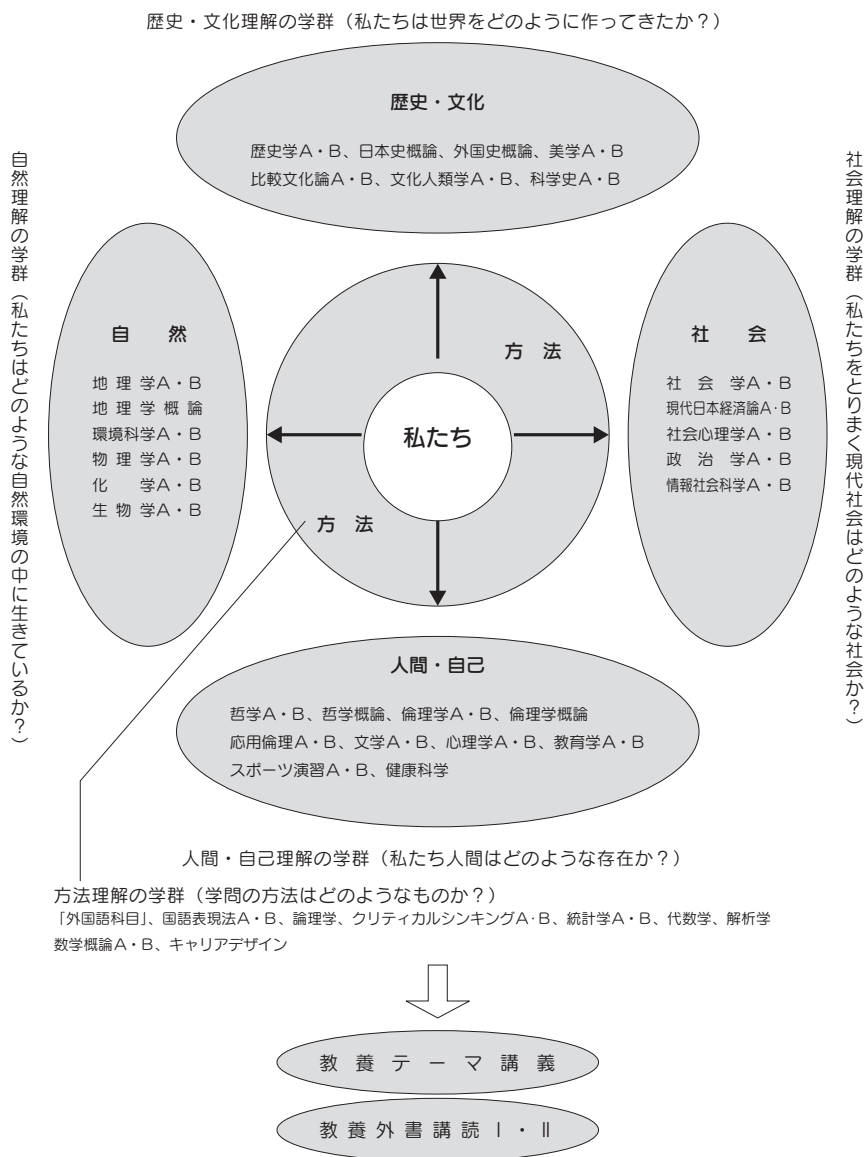 歴史・文化理解の学群（私たちは世界をどのように作ってきたか？）
歴史・文化
歴史学A・B、日本史概論、外国史概論、美学A・B
比較文化論A・B、文化人類学A・B、科学史A・B
自然理解の学群（私たちはどのような自然環境の中に生きているか？）
自　然
地理学A・B
地理学概論
環境科学A・B
物理学A・B
化　学A・B
生物学A・B
方　法
私たち
方　法
社　会
社会学A・B
現代日本経済論A・B
社会心理学A・B
政治学A・B
情報社会科学A・B
社会理解の学群（私たちをとりまく現代社会はどのような社会か？）
人間・自己
哲学A・B、哲学概論、倫理学A・B、倫理学概論
応用倫理A・B、文学A・B、心理学A・B、教育学A・B
スポーツ演習A・B、健康科学
人間・自己理解の学群（私たち人間はどのような存在か？）
方法理解の学群（学問の方法はどのようなものか？）
「外国語科目」、国語表現法A・B、論理学、クリティカルシンキングA・B、統計学A・B、代数学、解析学
数学概論A・B、キャリアデザイン
教養テーマ講義
教養外書講読Ⅰ・Ⅱ